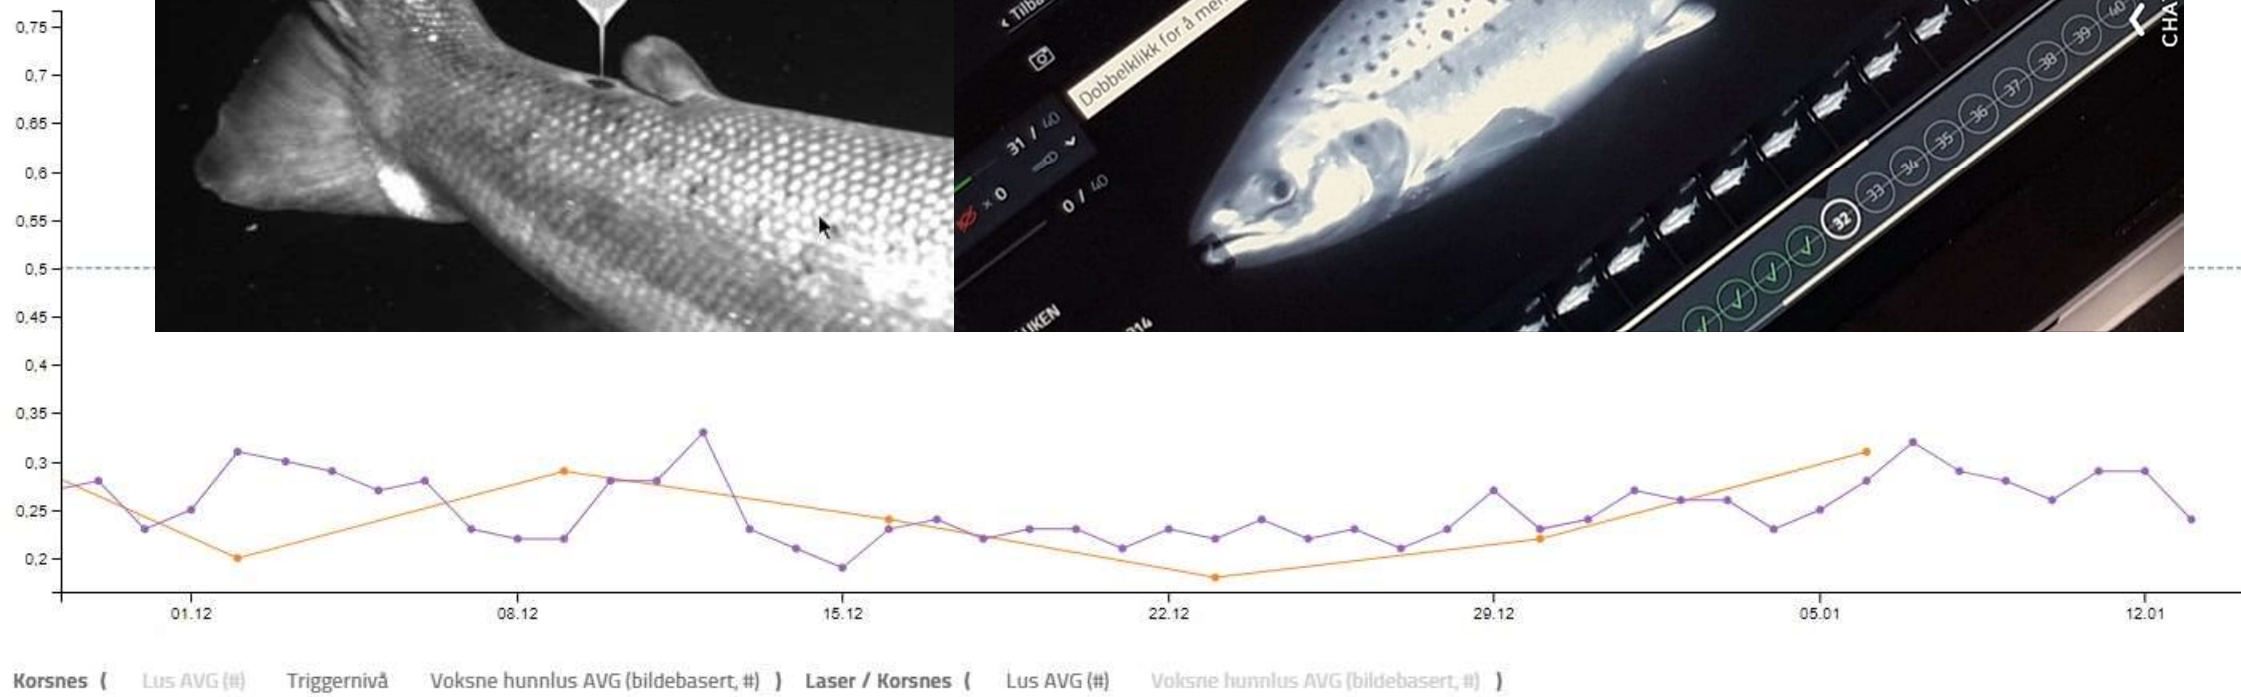 0,75
0,7
0,65
0,6
0,55
0,5
0,45
0,4
0,35
0,3
0,25
0,2
Dobbelklikk for å
31 / 40
× 0
0 / 40
32 33 34 35 36 37 38 39 40
CHA
01.12 08.12 15.12 22.12 29.12 05.01 12.01
Korsnes ( Lus AVG (#) Triggernivå Voksne hunnlus AVG (bildebasert, #) ) Laser / Korsnes ( Lus AVG (#) Voksne hunnlus AVG (bildebasert, #) )